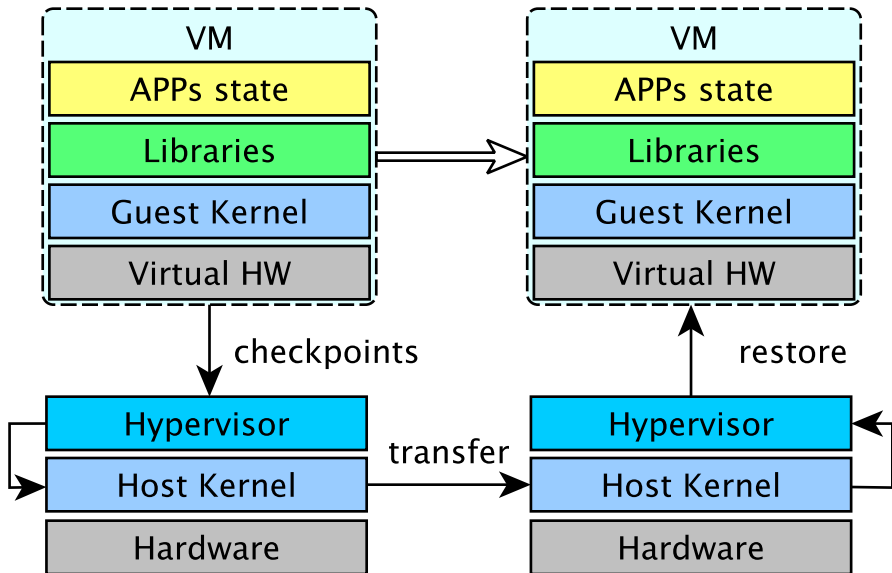 VM
APPs state
Libraries
Guest Kernel
Virtual HW
VM
APPs state
Libraries
Guest Kernel
Virtual HW
checkpoints
restore
Hypervisor
Host Kernel
Hardware
transfer
Hypervisor
Host Kernel
Hardware